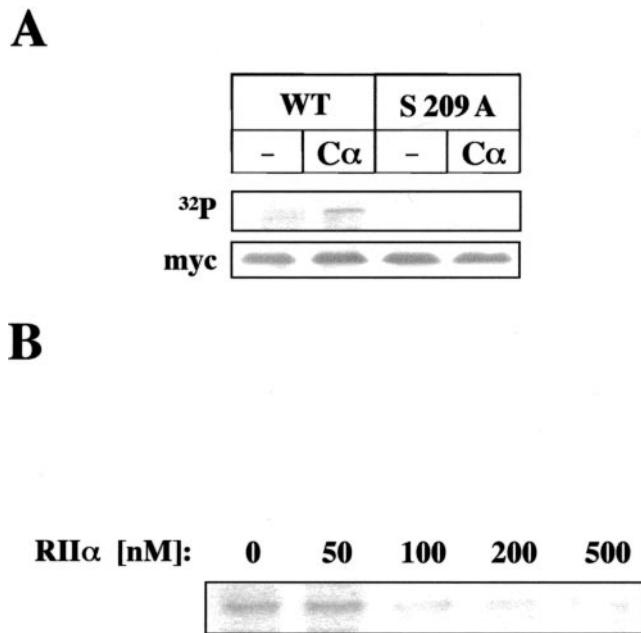 A
WT S 209 A
– Cα – Cα
³²P
myc
B
RIIα [nM]: 0 50 100 200 500